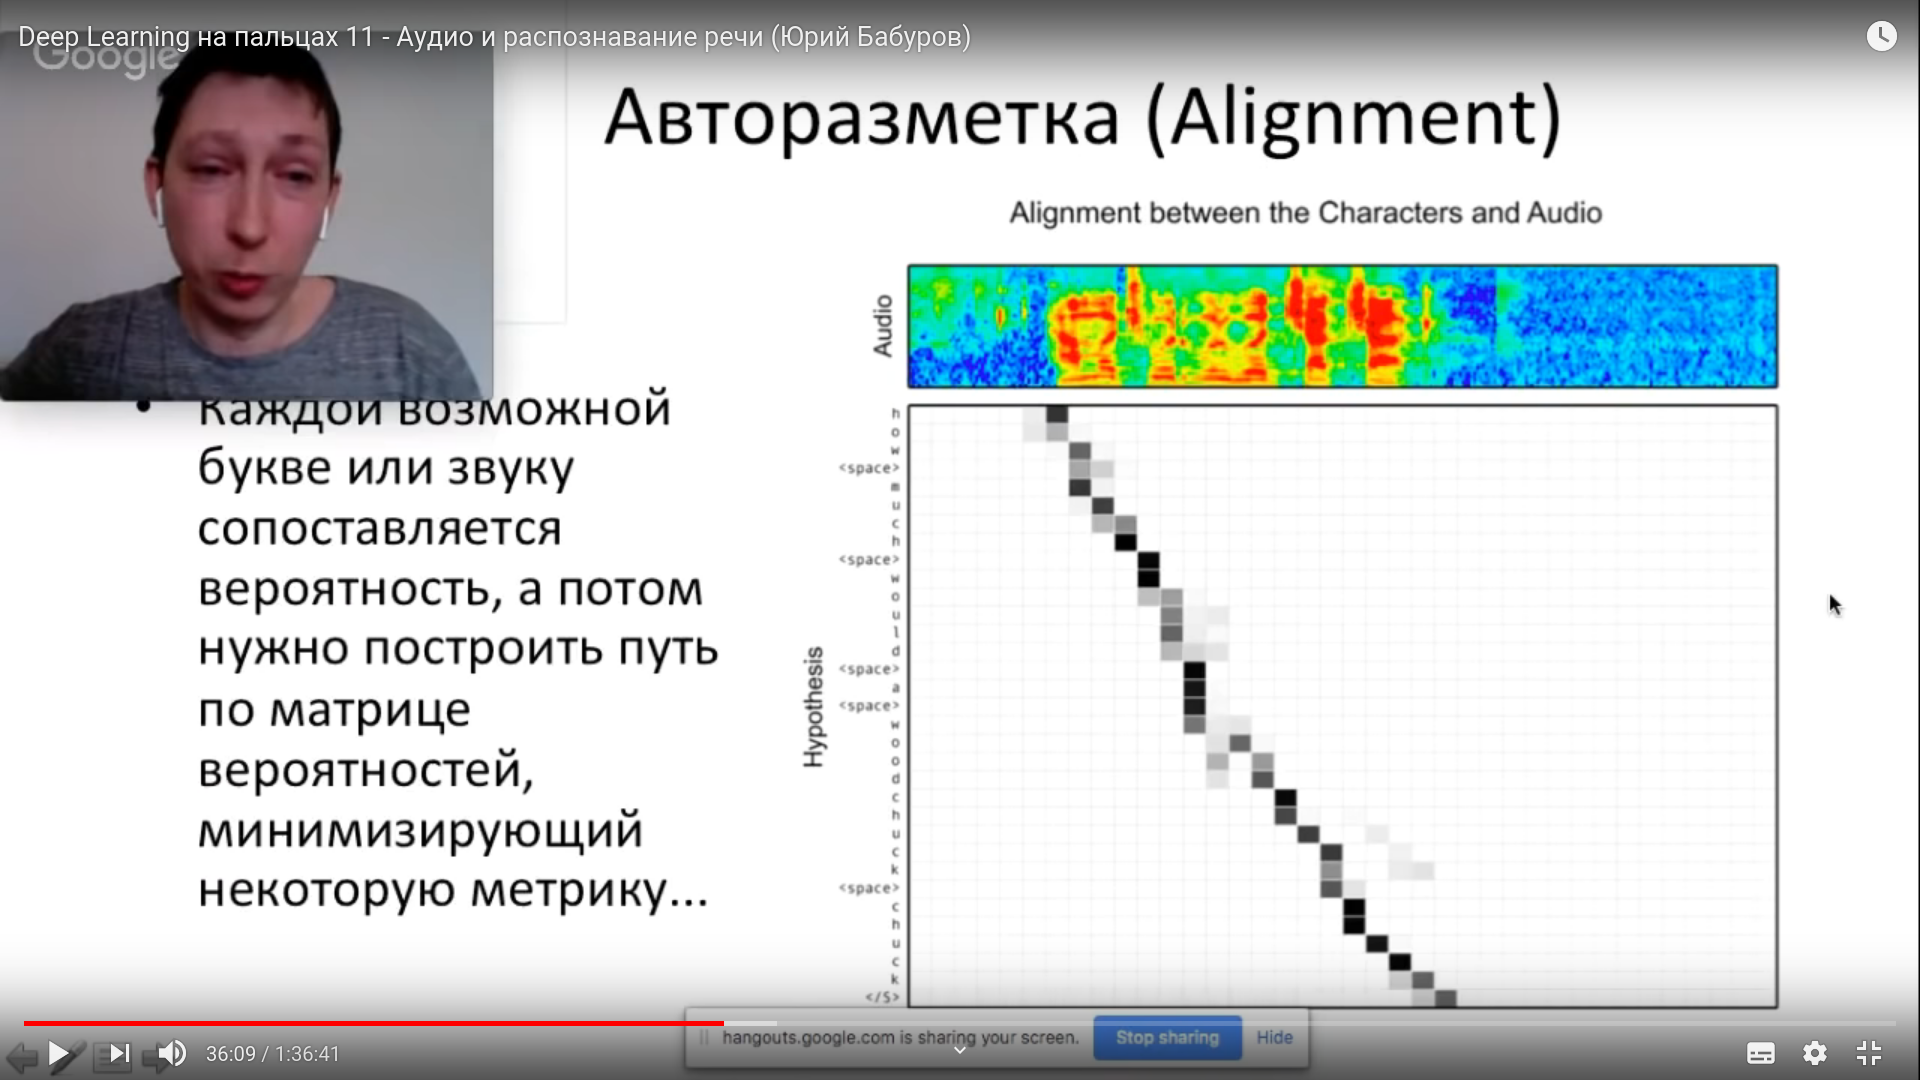 Deep Learning на пальцах 11 - Аудио и распознавание речи (Юрий Бабуров)
Google
Авторазметка (Alignment)
• Каждой возможной
букве или звуку
сопоставляется
вероятность, а потом
нужно построить путь
по матрице
вероятностей,
минимизирующий
некоторую метрику...
Alignment between the Characters and Audio
Audio
Hypothesis
h
o
w
<space>
m
u
c
h
<space>
w
o
u
l
d
<space>
a
<space>
w
o
o
d
c
h
u
c
k
<space>
c
h
u
c
k
</S>
hangouts.google.com is sharing your screen.
Stop sharing
Hide
36:09 / 1:36:41